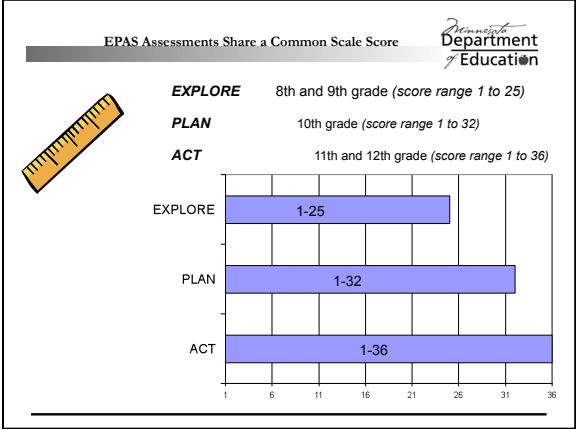 EPAS Assessments Share a Common Scale Score
Minnesota
Department
of Education
EXPLORE 8th and 9th grade (score range 1 to 25)
PLAN 10th grade (score range 1 to 32)
ACT 11th and 12th grade (score range 1 to 36)
EXPLORE 1-25
PLAN 1-32
ACT 1-36
1 6 11 16 21 26 31 36